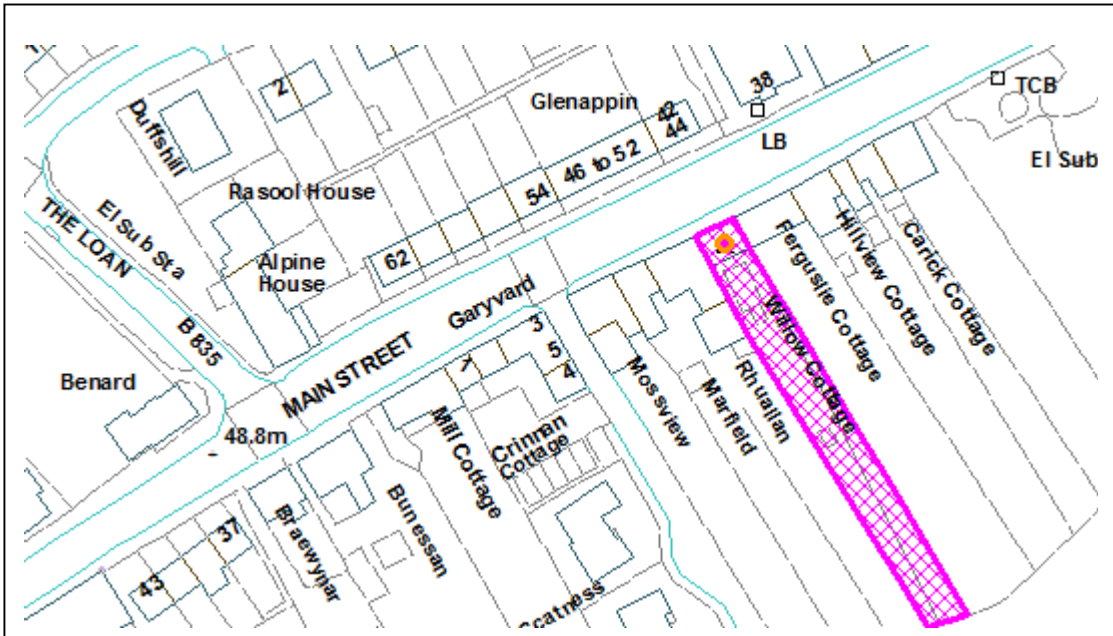 2
38
Glenappin
42
44
TCB
LB
El Sub
Duffshill
46 to 52
54
Rasool House
THE LOAN
El Sub Sta
62
Alpine
House
Ferguslie Cottage
Hillview Cottage
Carick Cottage
Garyvard
Willow Cottage
B 835
MAIN STREET
3
5
4
Benard
Mossview
Marfield
Rhuallan
48.8m
Mill Cottage
Crinnan
Cottage
Bunessan
Braewynar
37
43
Scatness